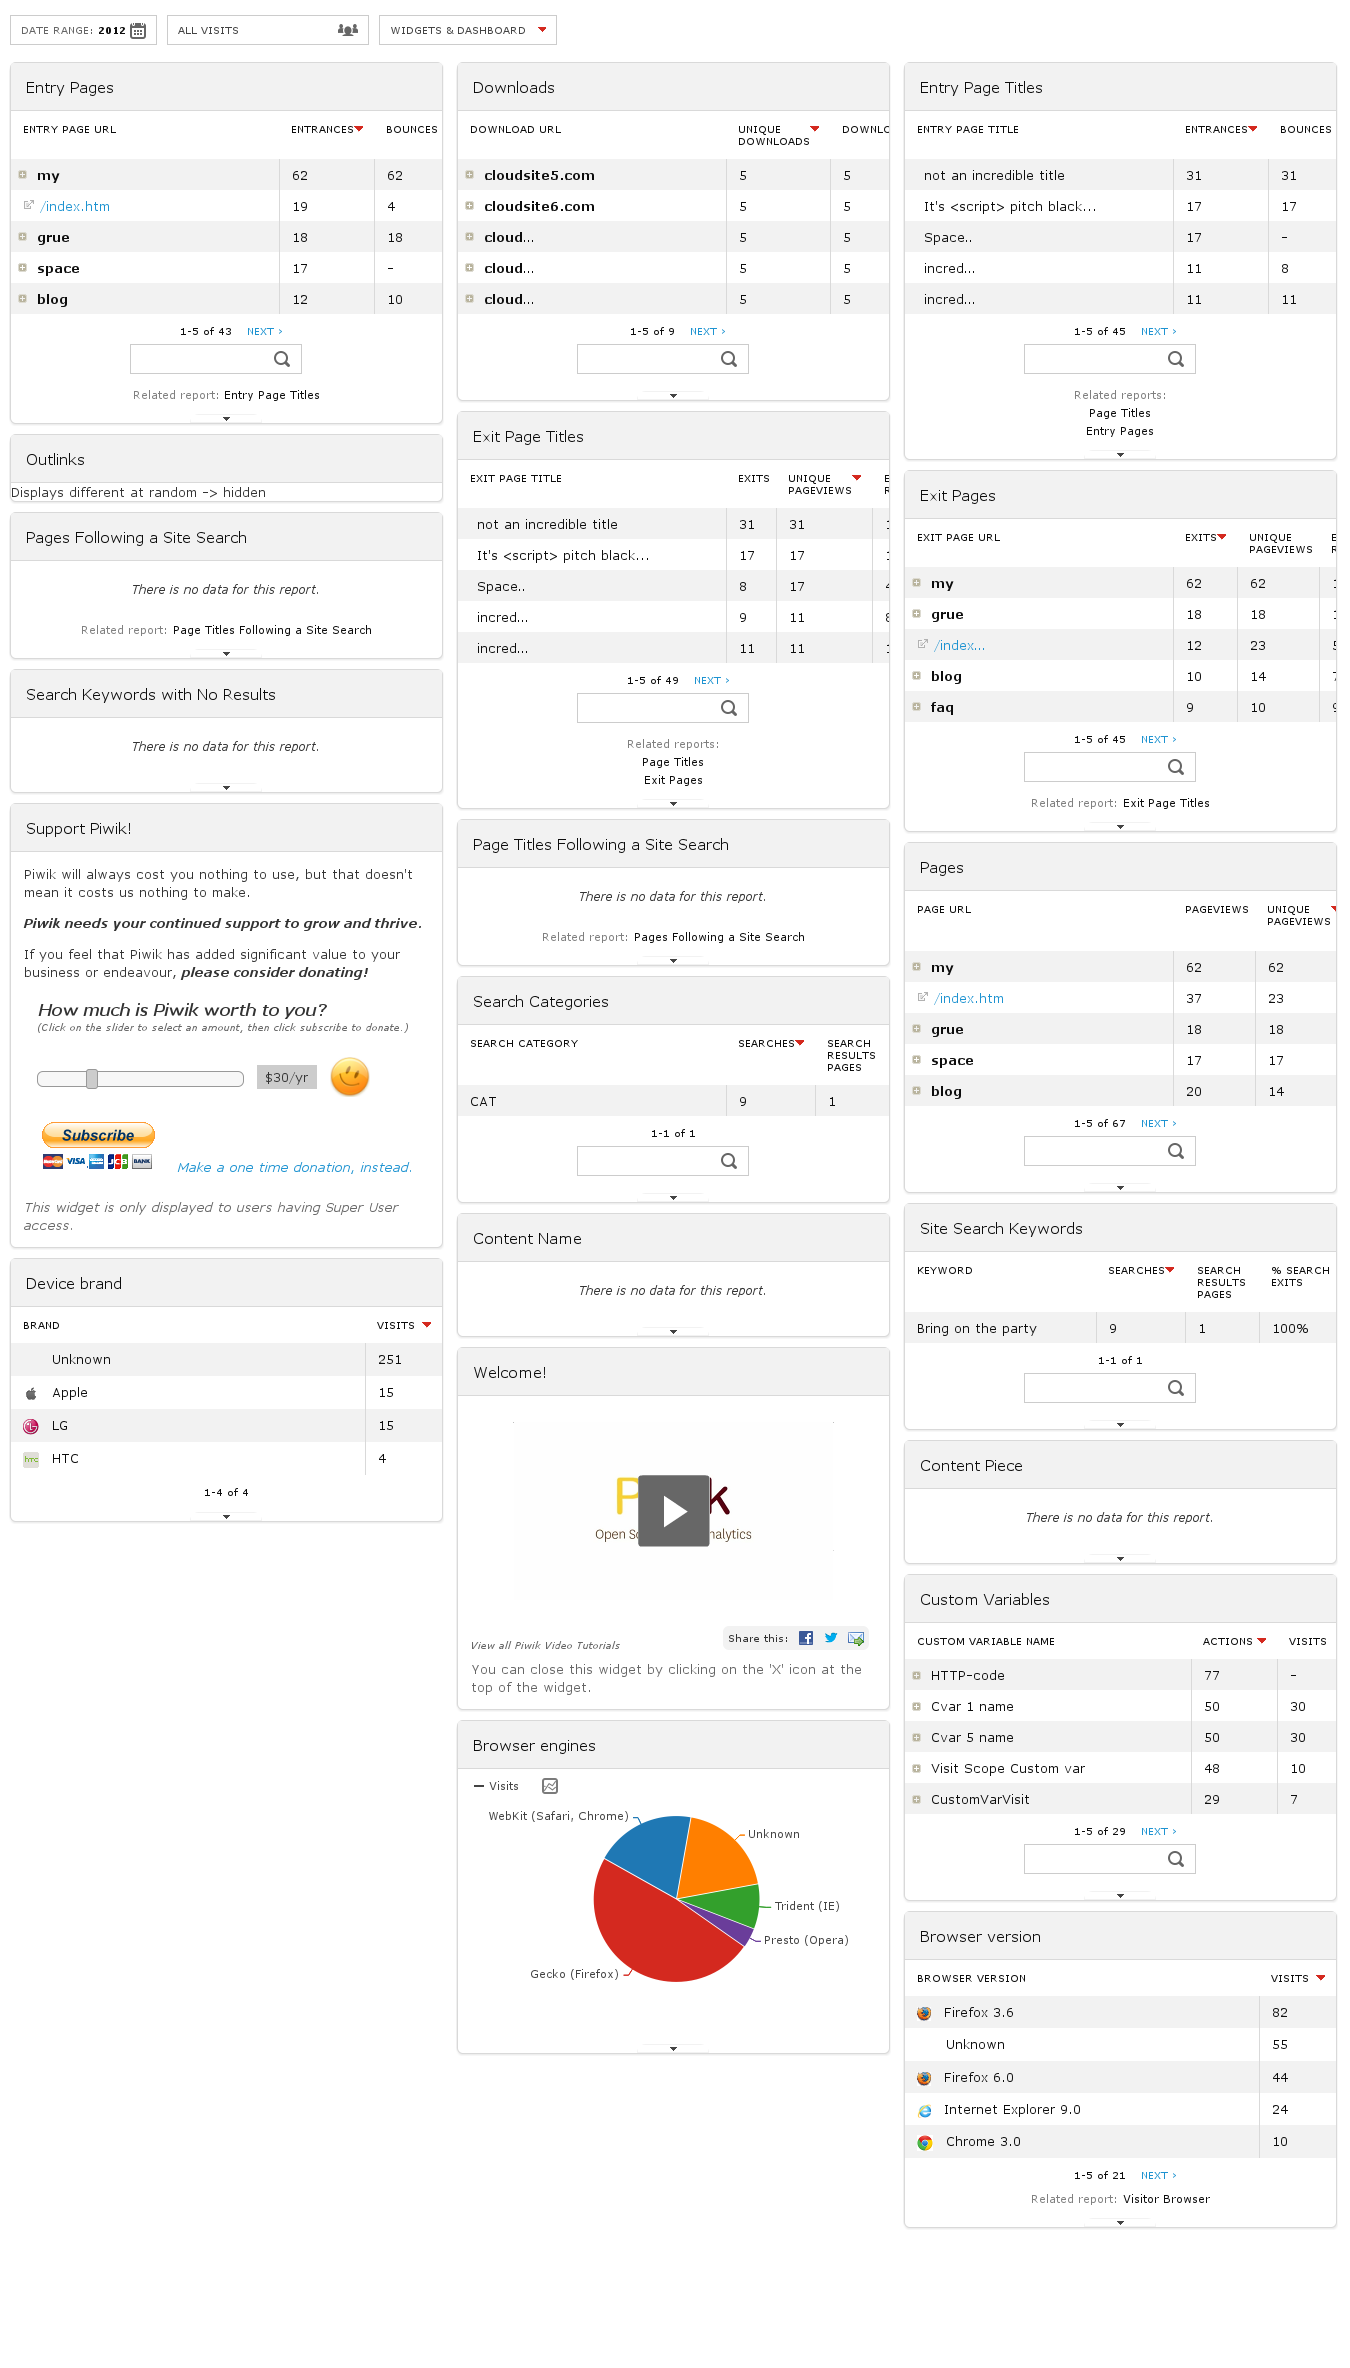 DATE RANGE: 2012
ALL VISITS
WIDGETS & DASHBOARD
Entry Pages
ENTRY PAGE URL ENTRANCES BOUNCES
my 62 62
/index.htm 19 4
grue 18 18
space 17 -
blog 12 10
1-5 of 43 NEXT ›
Related report: Entry Page Titles
Outlinks
Displays different at random -> hidden
Pages Following a Site Search
There is no data for this report.
Related report: Page Titles Following a Site Search
Search Keywords with No Results
There is no data for this report.
Support Piwik!
Piwik will always cost you nothing to use, but that doesn't
mean it costs us nothing to make.
Piwik needs your continued support to grow and thrive.
If you feel that Piwik has added significant value to your
business or endeavour, please consider donating!
How much is Piwik worth to you?
(Click on the slider to select an amount, then click subscribe to donate.)
$30/yr
Subscribe
VISA JCB BANK
Make a one time donation, instead.
This widget is only displayed to users having Super User
access.
Device brand
BRAND VISITS
Unknown 251
Apple 15
LG 15
hTC HTC 4
1-4 of 4
Downloads
DOWNLOAD URL UNIQUE DOWNLC
DOWNLOADS
cloudsite5.com 5 5
cloudsite6.com 5 5
cloud... 5 5
cloud... 5 5
cloud... 5 5
1-5 of 9 NEXT ›
Exit Page Titles
EXIT PAGE TITLE EXITS UNIQUE E
PAGEVIEWS R
not an incredible title 31 31 1
It's <script> pitch black... 17 17 1
Space.. 8 17 4
incred... 9 11 8
incred... 11 11 1
1-5 of 49 NEXT ›
Related reports:
Page Titles
Exit Pages
Page Titles Following a Site Search
There is no data for this report.
Related report: Pages Following a Site Search
Search Categories
SEARCH CATEGORY SEARCHES SEARCH
RESULTS
PAGES
CAT 9 1
1-1 of 1
Content Name
There is no data for this report.
Welcome!
P k
Open So nalytics
View all Piwik Video Tutorials Share this:
You can close this widget by clicking on the 'X' icon at the
top of the widget.
Browser engines
Visits
WebKit (Safari, Chrome)
Unknown
Trident (IE)
Presto (Opera)
Gecko (Firefox)
Entry Page Titles
ENTRY PAGE TITLE ENTRANCES BOUNCES
not an incredible title 31 31
It's <script> pitch black... 17 17
Space.. 17 -
incred... 11 8
incred... 11 11
1-5 of 45 NEXT ›
Related reports:
Page Titles
Entry Pages
Exit Pages
EXIT PAGE URL EXITS UNIQUE E
PAGEVIEWS R
my 62 62 1
grue 18 18 1
/index... 12 23 5
blog 10 14 7
faq 9 10 9
1-5 of 45 NEXT ›
Related report: Exit Page Titles
Pages
PAGE URL PAGEVIEWS UNIQUE
PAGEVIEWS
my 62 62
/index.htm 37 23
grue 18 18
space 17 17
blog 20 14
1-5 of 67 NEXT ›
Site Search Keywords
KEYWORD SEARCHES SEARCH % SEARCH
RESULTS EXITS
PAGES
Bring on the party 9 1 100%
1-1 of 1
Content Piece
There is no data for this report.
Custom Variables
CUSTOM VARIABLE NAME ACTIONS VISITS
HTTP-code 77 -
Cvar 1 name 50 30
Cvar 5 name 50 30
Visit Scope Custom var 48 10
CustomVarVisit 29 7
1-5 of 29 NEXT ›
Browser version
BROWSER VERSION VISITS
Firefox 3.6 82
Unknown 55
Firefox 6.0 44
Internet Explorer 9.0 24
Chrome 3.0 10
1-5 of 21 NEXT ›
Related report: Visitor Browser